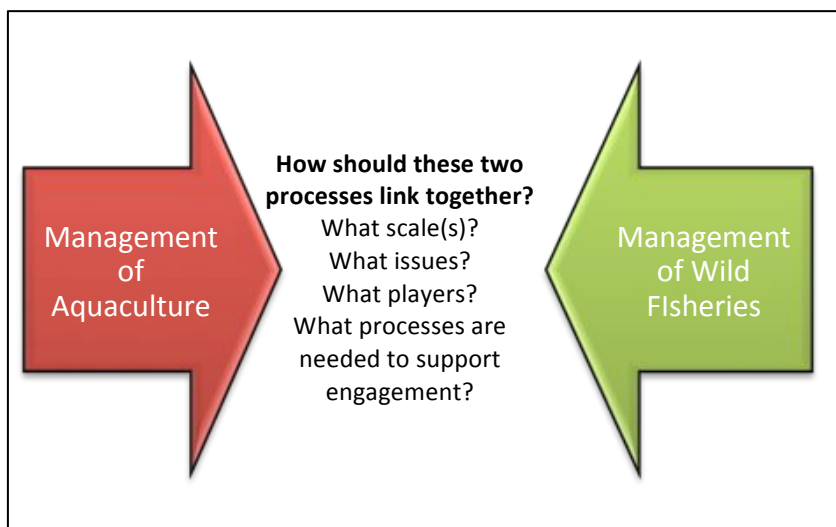 Management
of
Aquaculture
How should these two
processes link together?
What scale(s)?
What issues?
What players?
What processes are
needed to support
engagement?
Management
of Wild
FIsheries